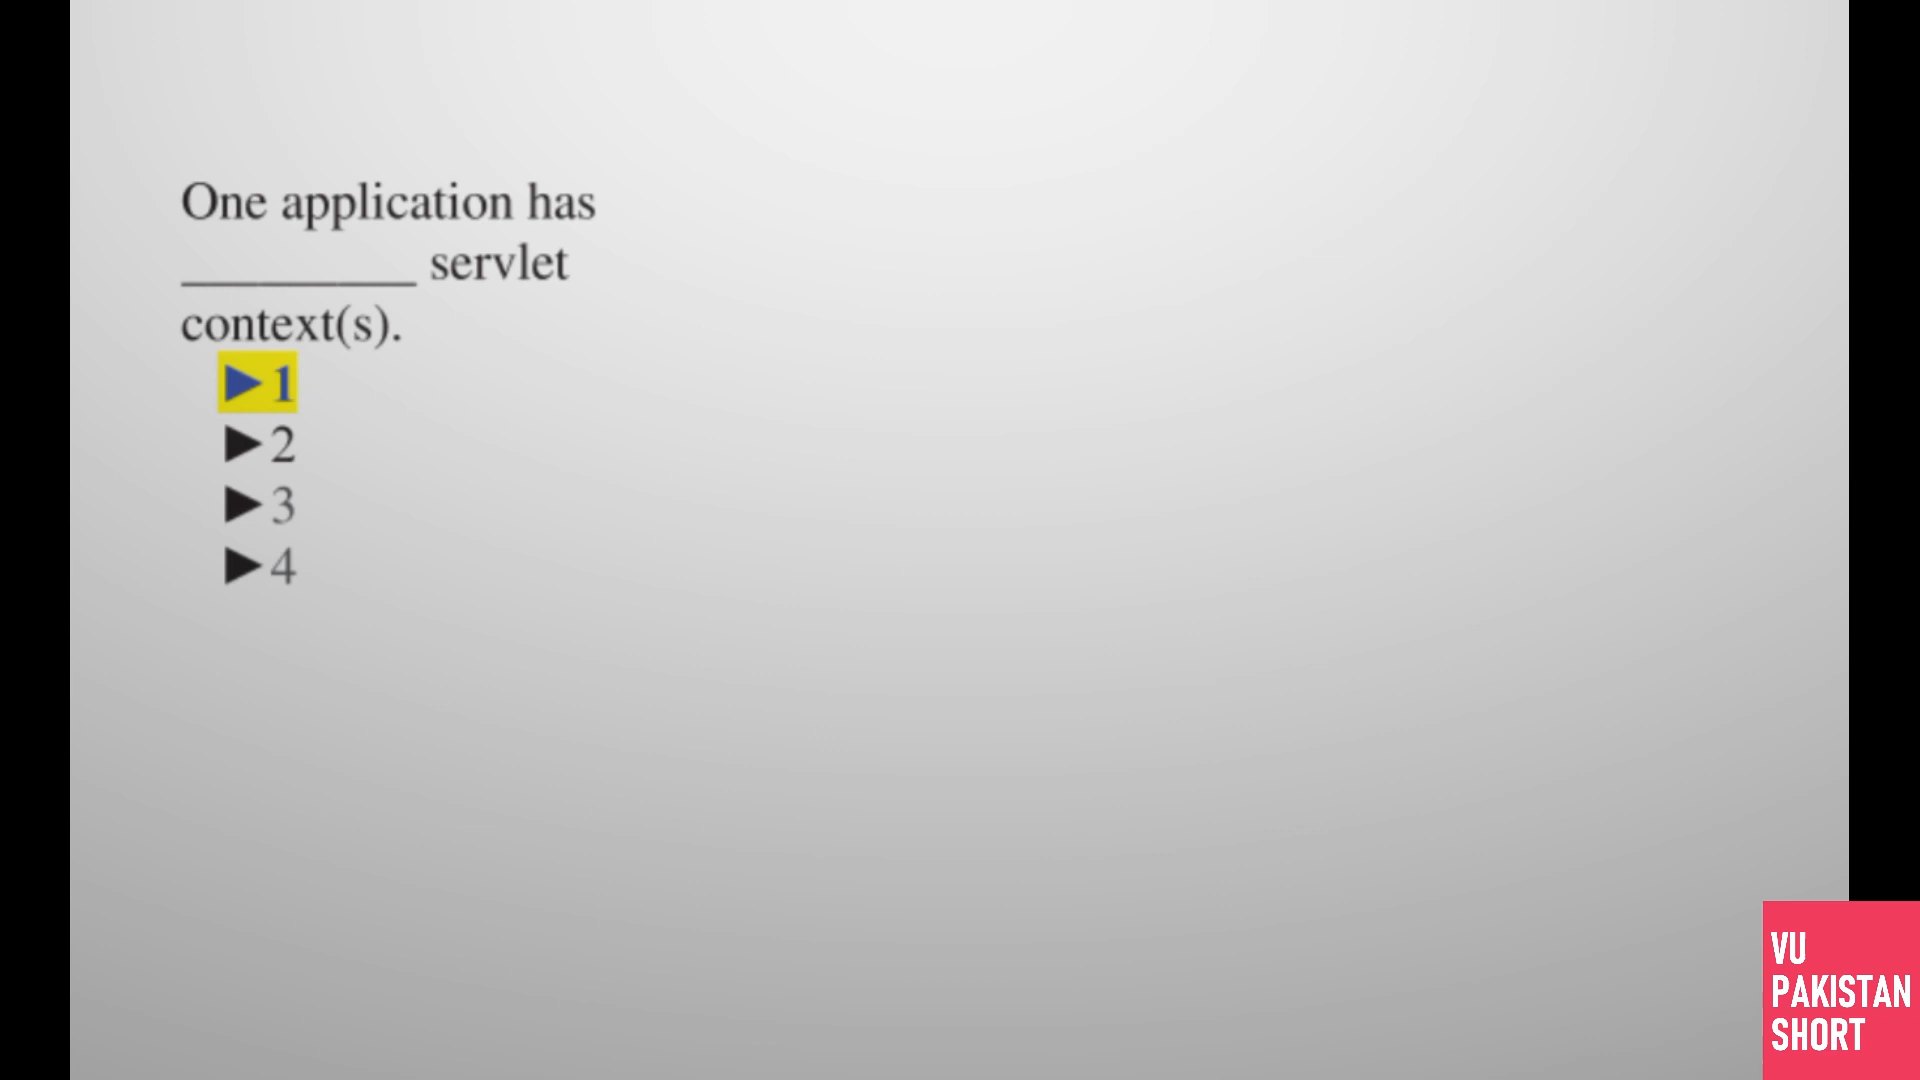 One application has
__________ servlet
context(s).
►1
►2
►3
►4
VU
PAKISTAN
SHORT